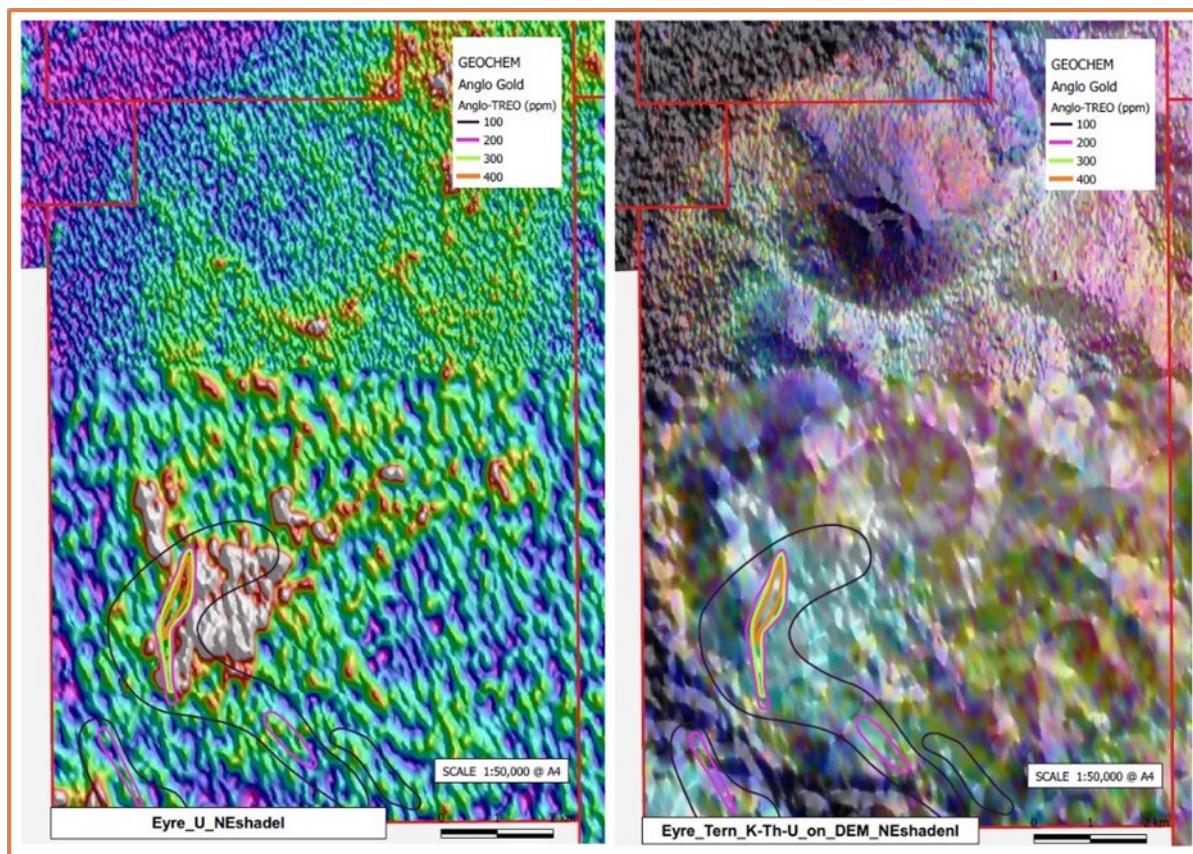 GEOCHEM
Anglo Gold
Anglo-TREO (ppm)
100
200
300
400
SCALE 1:50,000 @ A4
Eyre_U_NEshadel
GEOCHEM
Anglo Gold
Anglo-TREO (ppm)
100
200
300
400
SCALE 1:50,000 @ A4
Eyre_Tern_K-Th-U_on_DEM_NEshadenl
0 1 2 km